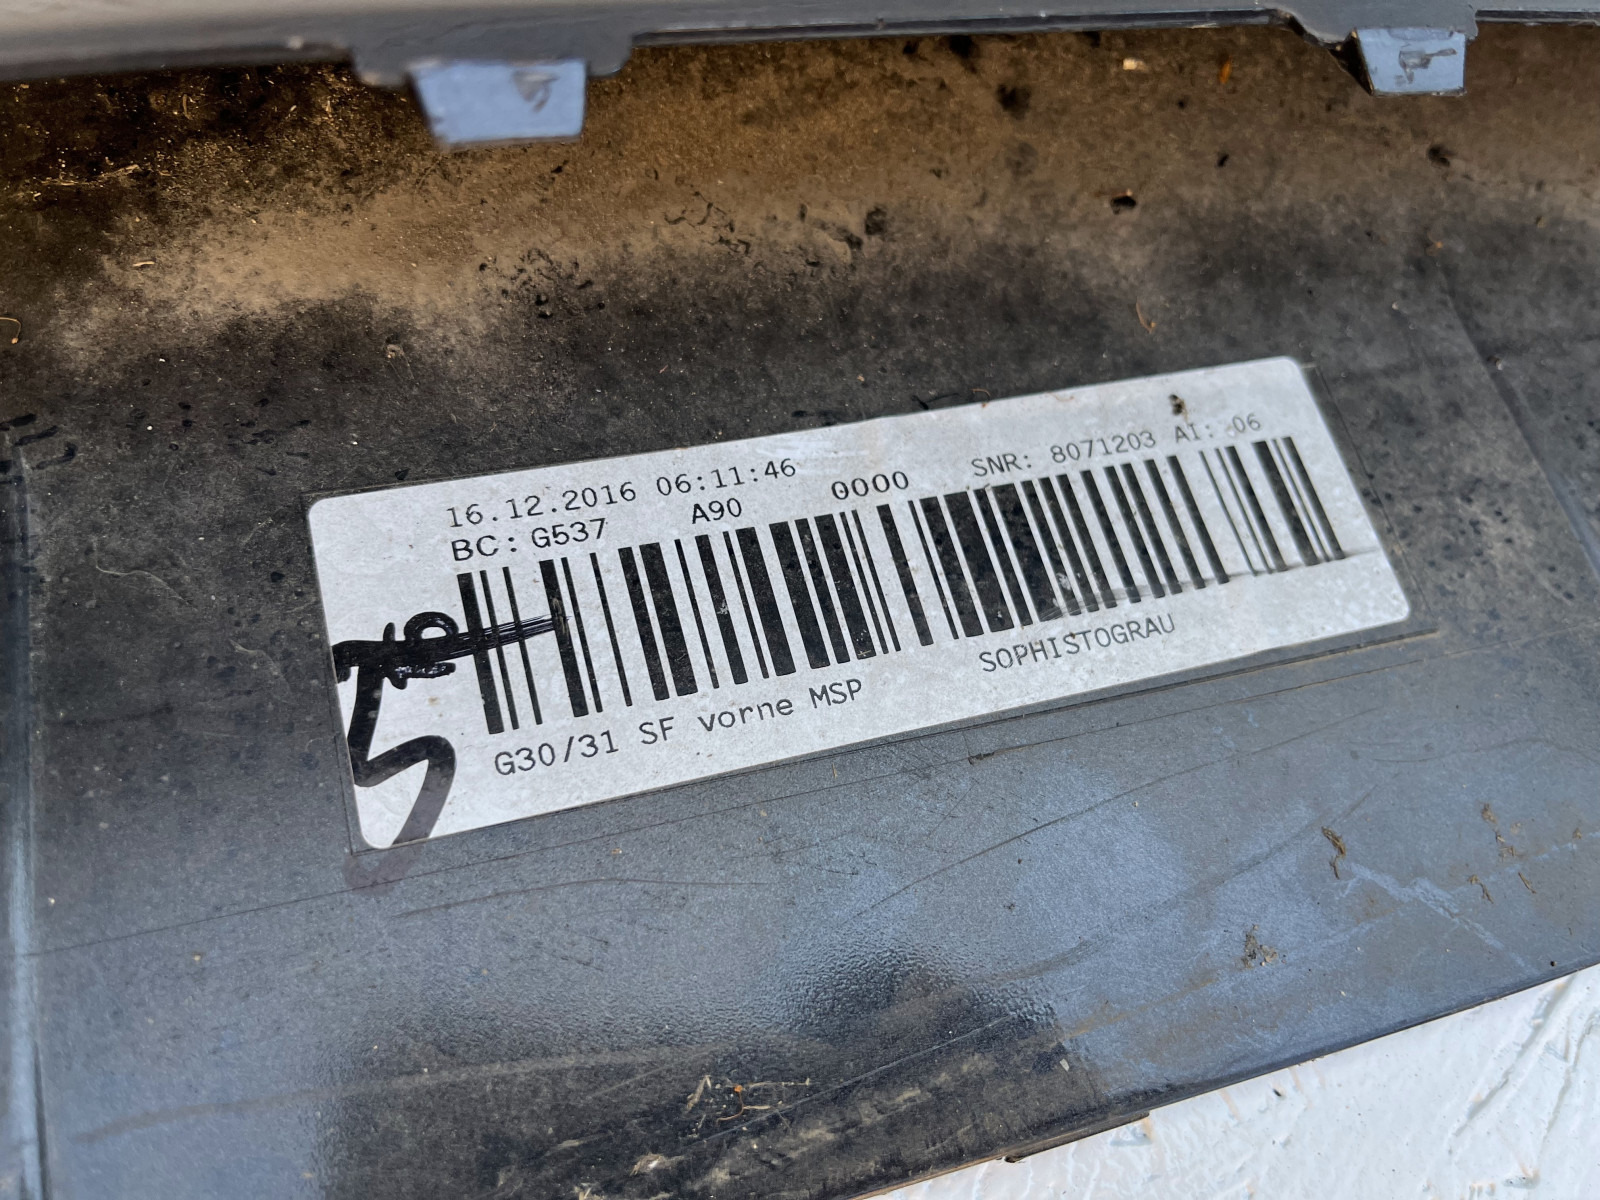 16.12.2016 06:11:46 SNR: 8071203 AI: 06
BC: G537 A90 0000
G30/31 SF vorne MSP SOPHISTOGRAU